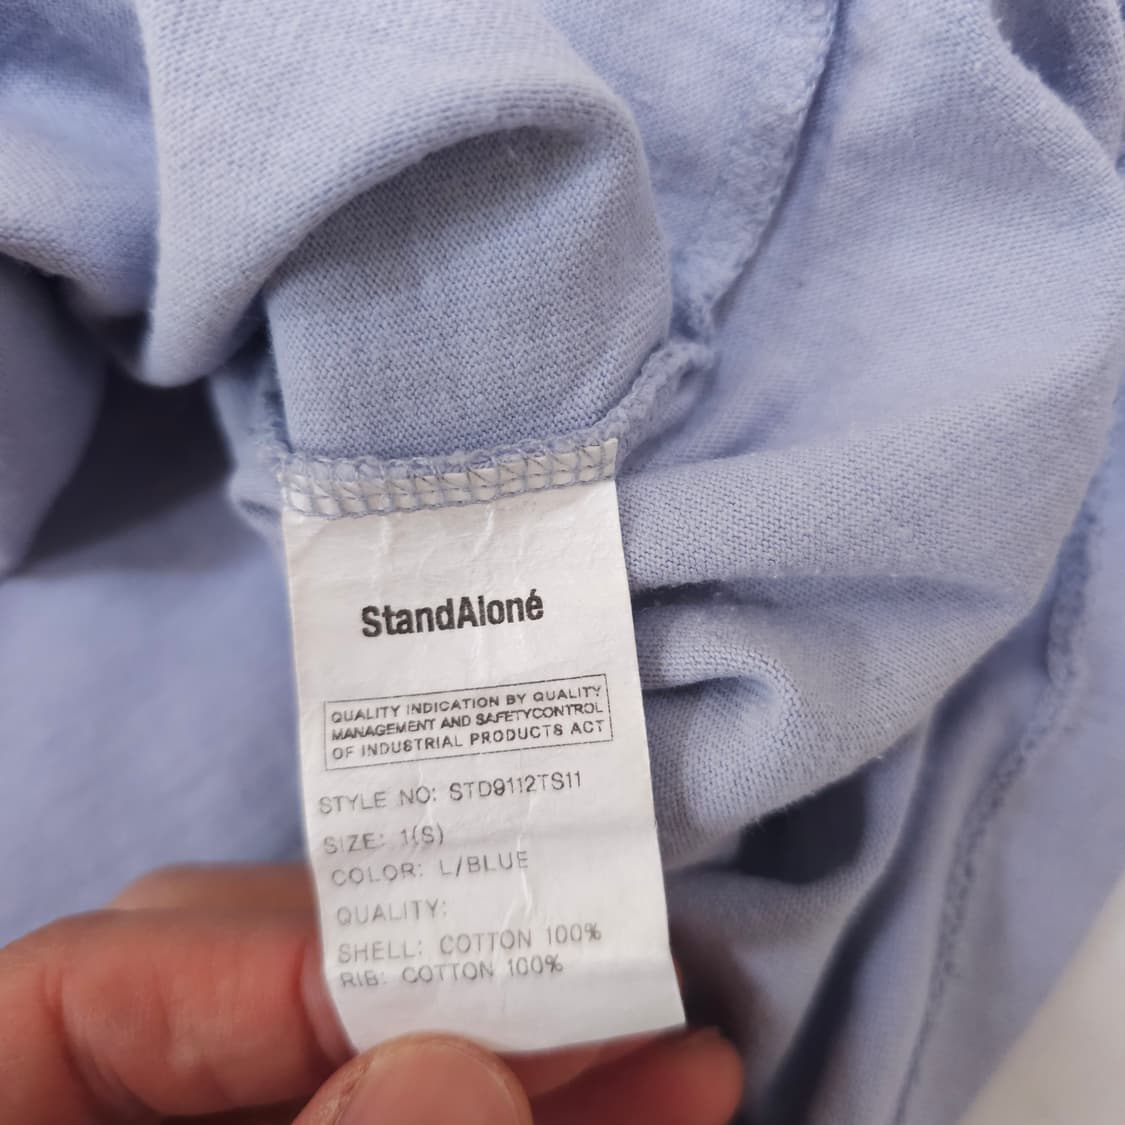 StandAloné
QUALITY INDICATION BY QUALITY
MANAGEMENT AND SAFETYCONTROL
OF INDUSTRIAL PRODUCTS ACT
STYLE NO: STD9112TS11
SIZE: 1(S)
COLOR: L/BLUE
QUALITY:
SHELL: COTTON 100%
RIB: COTTON 100%